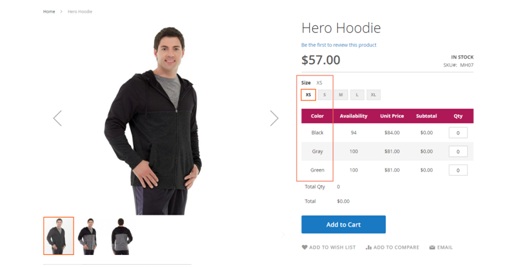 Home > Hero Hoodie
Hero Hoodie
Be the first to review this product
$57.00
IN STOCK
SKU#: MH07
Size XS
XS S M L XL
Color Availability Unit Price Subtotal Qty
Black 94 $84.00 $0.00 0
Gray 100 $81.00 $0.00 0
Green 100 $81.00 $0.00 0
Total Qty 0
Total $0.00
Add to Cart
ADD TO WISH LIST ADD TO COMPARE EMAIL